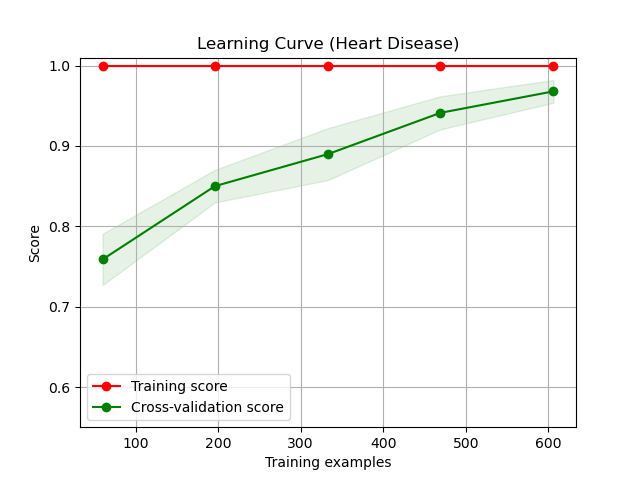 Learning Curve (Heart Disease)
1.0
0.9
0.8
0.7
0.6
Score
Training score
Cross-validation score
100
200
300
400
500
600
Training examples